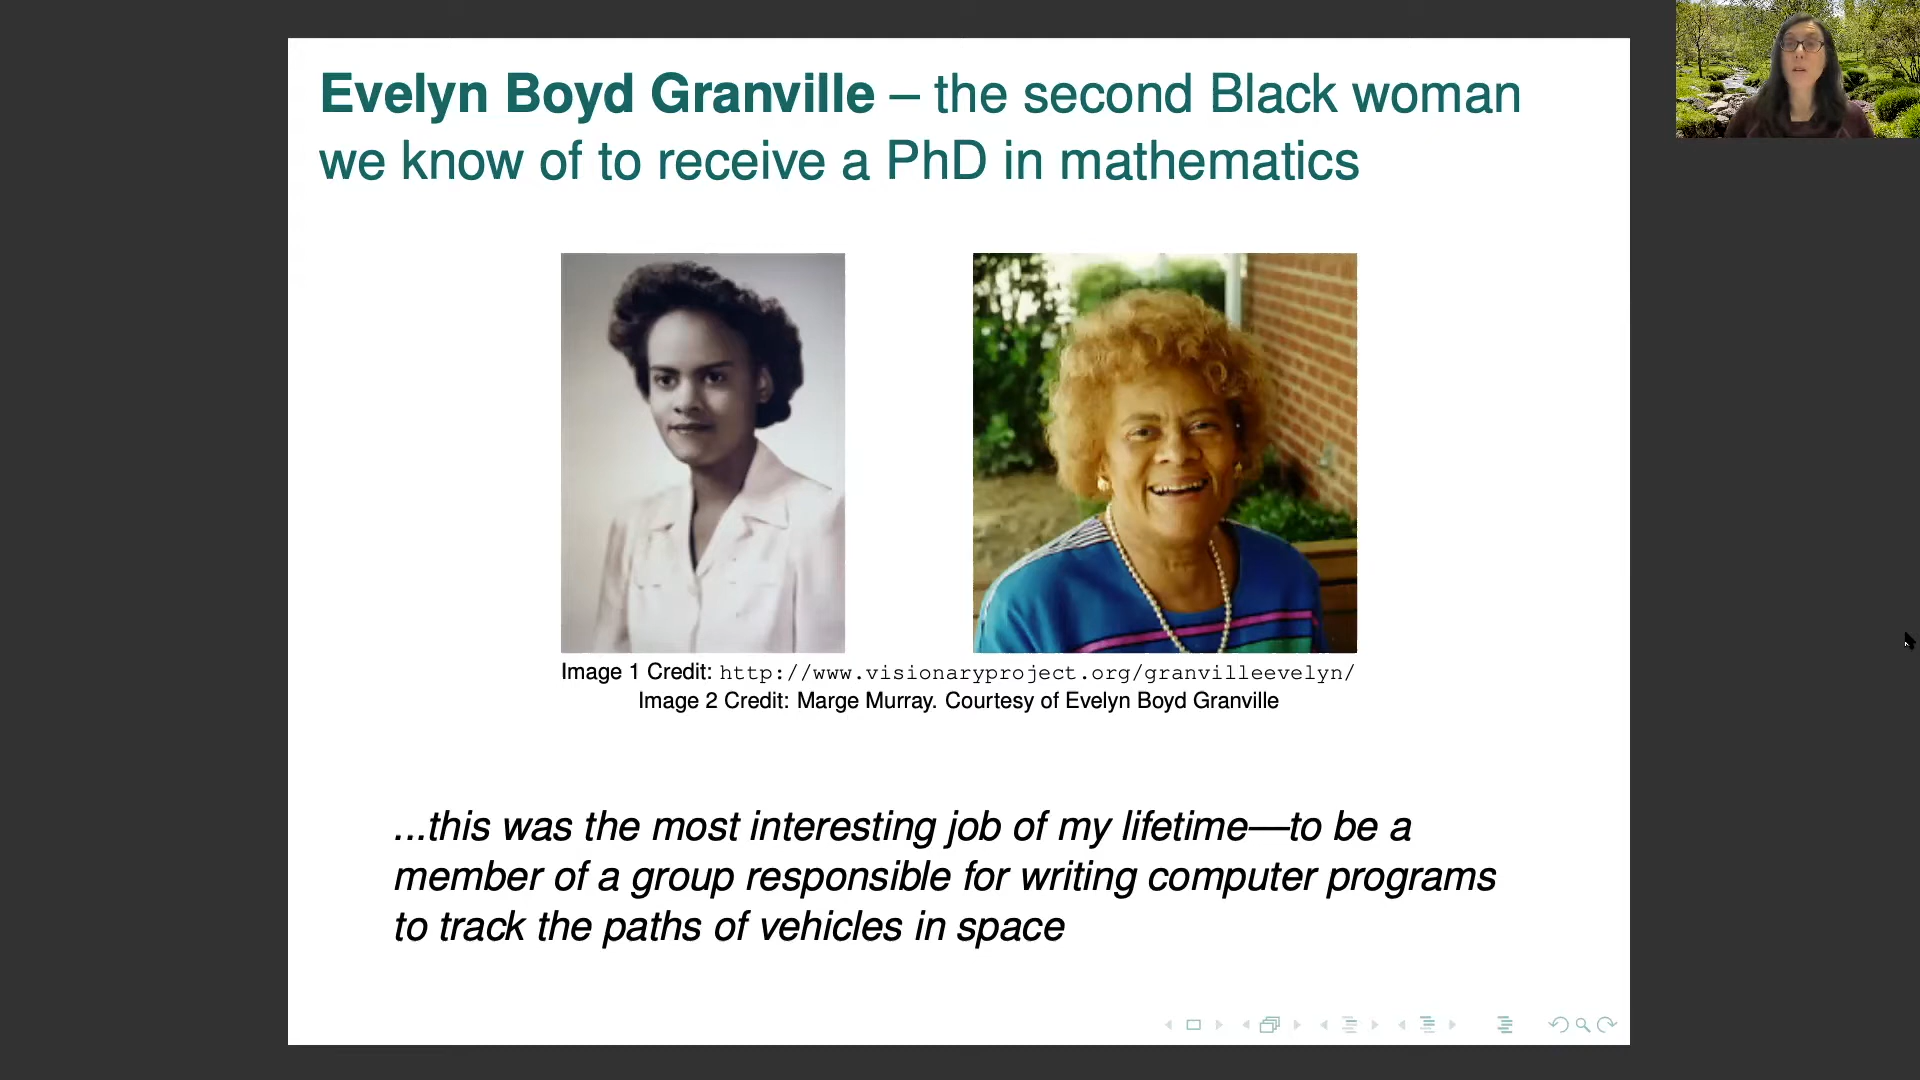 Evelyn Boyd Granville – the second Black woman
we know of to receive a PhD in mathematics
Image 1 Credit: http://www.visionaryproject.org/granvilleevelyn/
Image 2 Credit: Marge Murray. Courtesy of Evelyn Boyd Granville
...this was the most interesting job of my lifetime—to be a
member of a group responsible for writing computer programs
to track the paths of vehicles in space